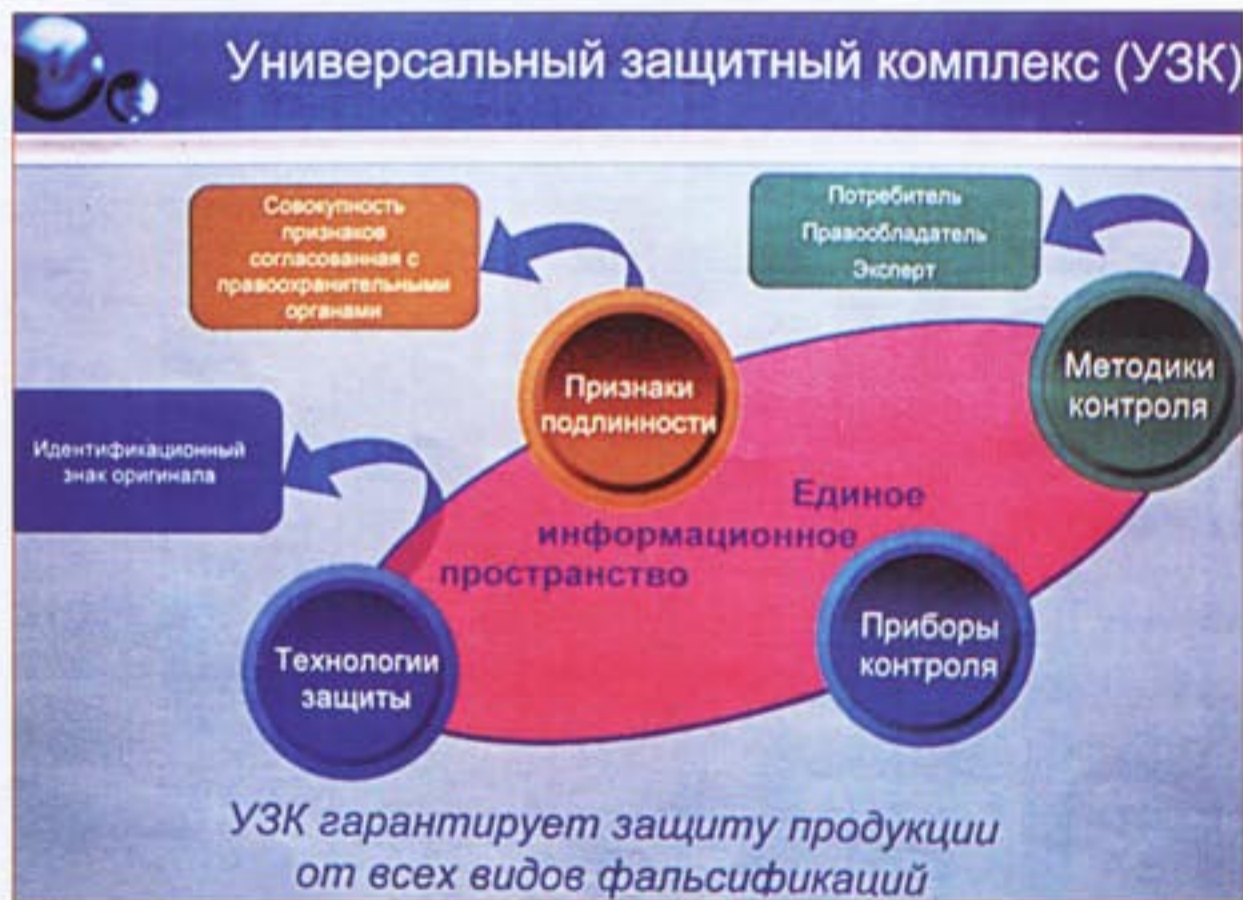 Универсальный защитный комплекс (УЗК)
Совокупность
признаков
согласованная с
правоохранительными
органами
Потребитель
Правообладатель
Эксперт
Признаки
подлинности
Методики
контроля
Идентификационный
знак оригинала
Единое
информационное
пространство
Технологии
защиты
Приборы
контроля
УЗК гарантирует защиту продукции
от всех видов фальсификаций